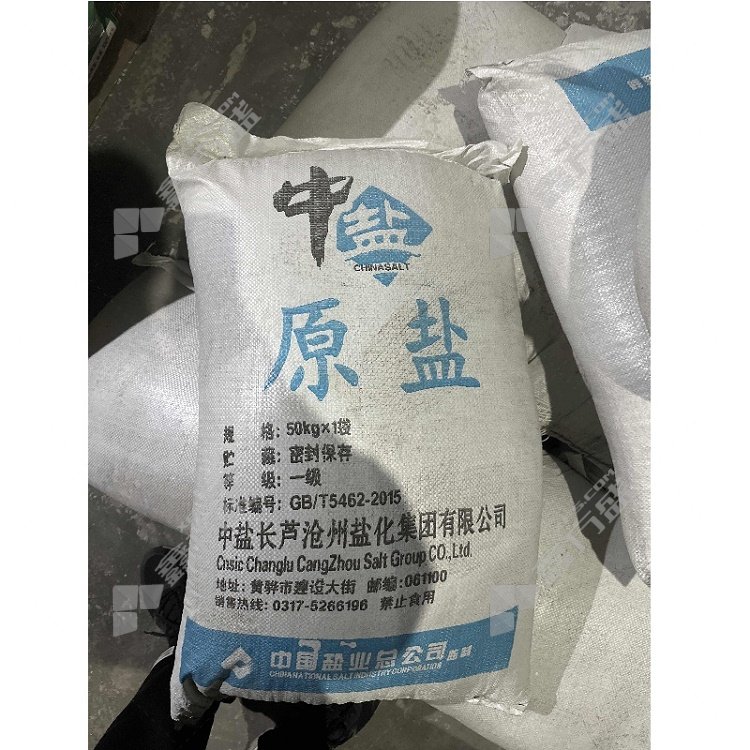 中盐
CHINASALT
原盐
规 格: 50kg×1袋
贮 藏: 密封保存
等 级: 一级
标准编号: GB/T5462-2015
中盐长芦沧州盐化集团有限公司
Cnsic Changlu CangZhou Salt Group CO.,Ltd.
地址: 黄骅市建设大街 邮编: 061100
销售热线: 0317-5266196 禁止食用
中国盐业总公司 监制
CHINA NATIONAL SALT INDUSTRY CORPORATION